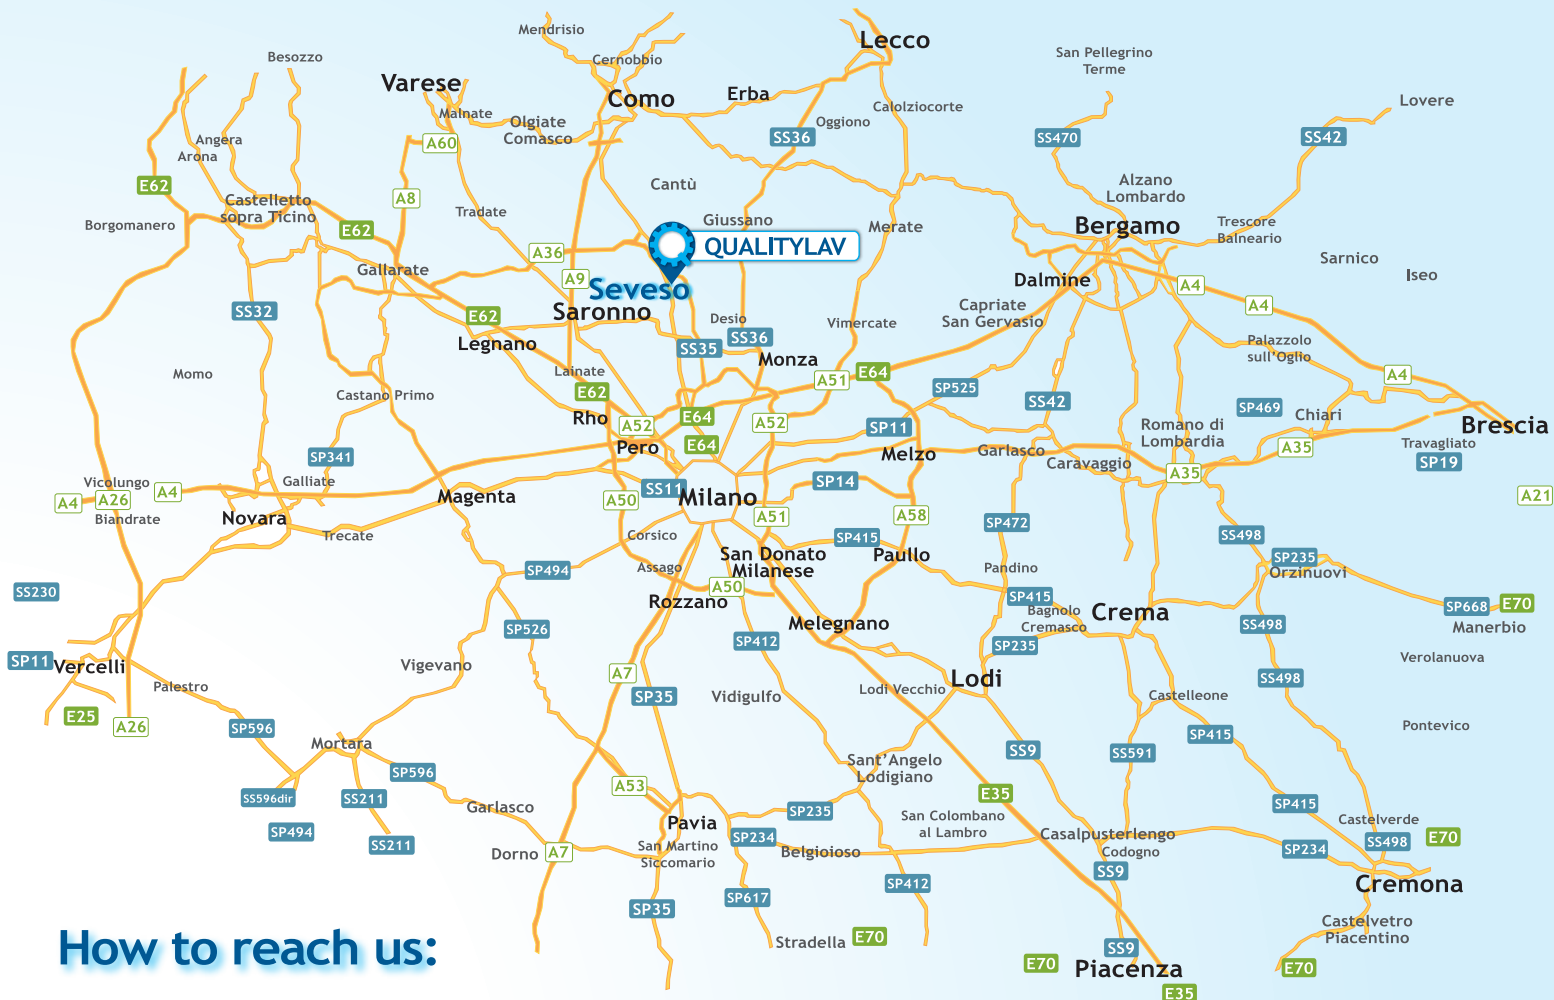 Mendrisio
Lecco
Besozzo
Cernobbio
San Pellegrino
Terme
Varese
Como
Erba
Lovere
Malnate
Olgiate
Comasco
Oggiono
Calolziocorte
Angera
Arona
A60
SS36
SS470
SS42
E62
A8
Cantù
Alzano
Lombardo
Castelletto
sopra Ticino
Tradate
Giussano
Merate
Borgomanero
E62
Bergamo
Trescore
Balneario
A36
QUALITYLAV
Gallarate
A9
Seveso
Dalmine
Sarnico
Iseo
A4
A4
SS32
E62
Saronno
Desio
Vimercate
Capriate
San Gervasio
Legnano
SS35
SS36
Monza
Palazzolo
sull'Oglio
Momo
Lainate
A51
E64
A4
Castano Primo
E62
SP525
SS42
SP469
Rho
A52
E64
A52
SP11
Romano di
Lombardia
Chiari
Brescia
Pero
E64
Melzo
Garlasco
Caravaggio
A35
Travagliato
SP19
SP341
A35
Vicolungo
Galliate
A4
A26
A4
Magenta
A50
SS11
Milano
SP14
A21
Biandrate
Novara
Trecate
Corsico
A51
A58
SP472
SS498
SP415
San Donato
Milanese
Paullo
SP235
Orzinuovi
SP494
Assago
A50
Pandino
SS230
Rozzano
SP415
Bagnolo
Cremasco
Crema
SP668
E70
Manerbio
SP526
SP412
Melegnano
SP235
SS498
SP11
Vercelli
Vigevano
A7
SP35
Vidigulfo
Lodi Vecchio
Lodi
SS498
Verolanuova
Palestro
Castelleone
E25
A26
SP596
Mortara
SS9
SS591
SP415
Pontevico
SP596
A53
Sant'Angelo
Lodigiano
E35
SS596dir
SS211
Garlasco
SP235
SP415
San Colombano
al Lambro
Castelverde
SP494
SS211
Pavia
SP234
Casalpusterlengo
SS498
E70
Dorno
A7
San Martino
Siccomario
Belgioioso
Codogno
SP234
SS9
SP412
Cremona
SP35
SP617
Castelvetro
Piacentino
How to reach us:
Stradella
E70
SS9
E70
Piacenza
E70
E35